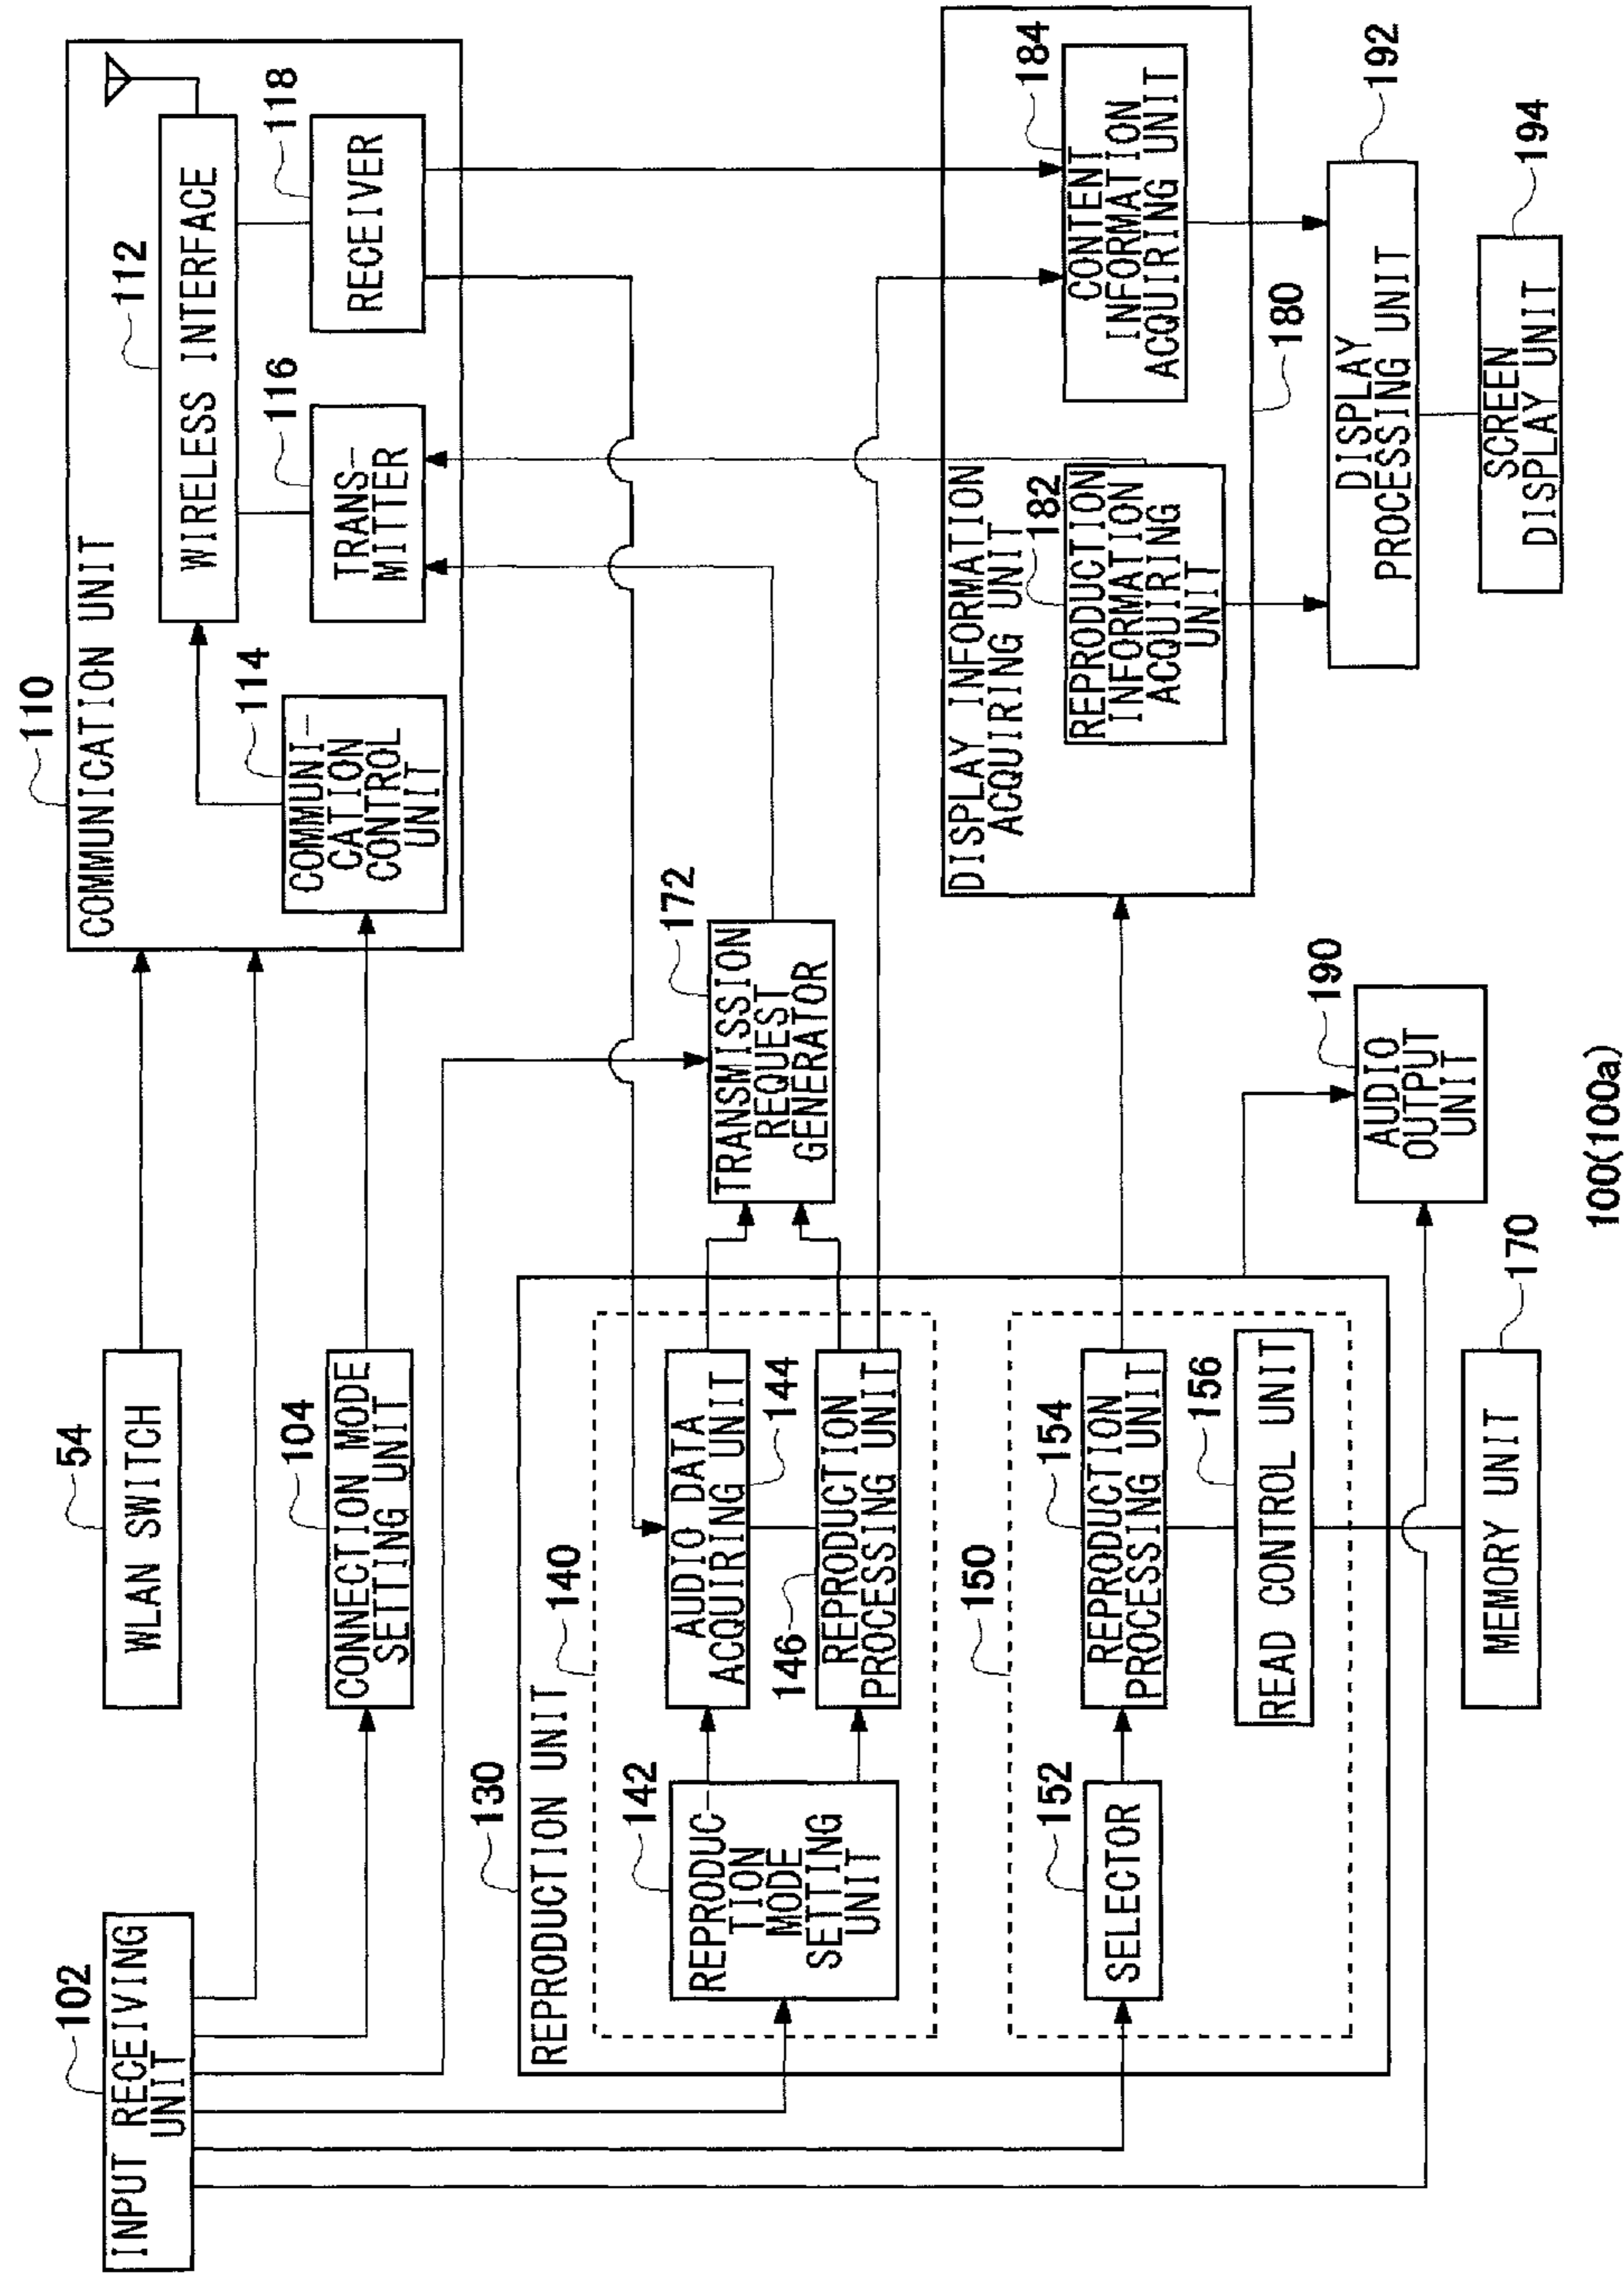 102
INPUT RECEIVING
UNIT
54
WLAN SWITCH
104
CONNECTION MODE
SETTING UNIT
110
COMMUNICATION UNIT
112
WIRELESS INTERFACE
114
COMMUNI-
CATION
CONTROL
UNIT
116
TRANS-
MITTER
118
RECEIVER
130
REPRODUCTION UNIT
140
142
REPRODUC-
TION
MODE
SETTING
UNIT
AUDIO DATA
ACQUIRING UNIT
144
146
REPRODUCTION
PROCESSING UNIT
172
TRANSMISSION
REQUEST
GENERATOR
150
152
SELECTOR
154
REPRODUCTION
PROCESSING UNIT
156
READ CONTROL UNIT
170
MEMORY UNIT
190
AUDIO
OUTPUT
UNIT
DISPLAY INFORMATION
ACQUIRING UNIT
180
182
REPRODUCTION
INFORMATION
ACQUIRING
UNIT
184
CONTENT
INFORMATION
ACQUIRING UNIT
192
DISPLAY
PROCESSING UNIT
194
SCREEN
DISPLAY UNIT
100(100a)